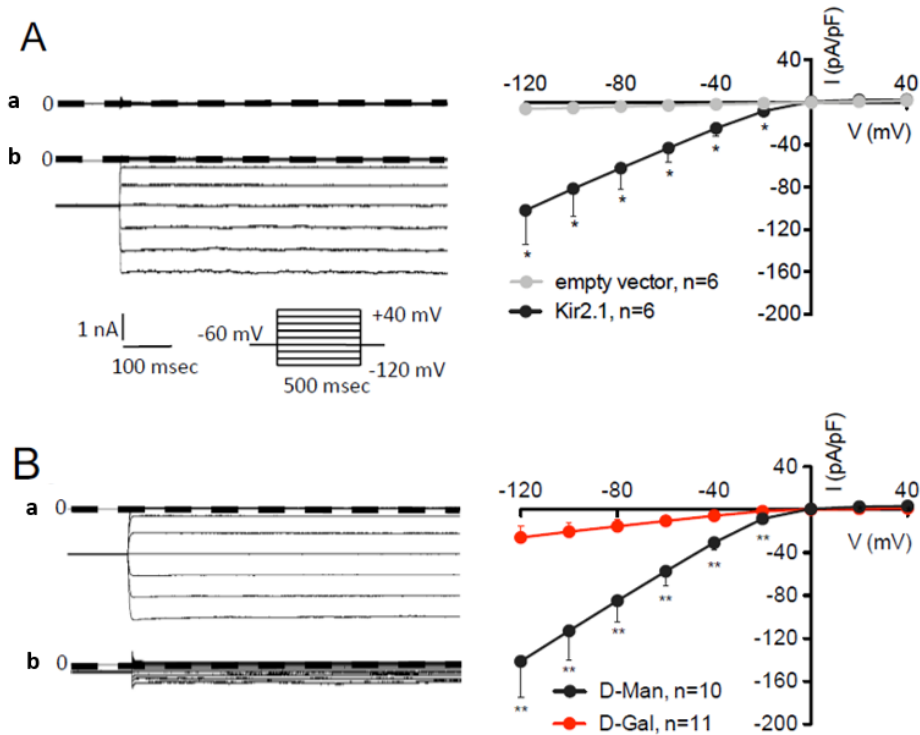 A
a 0
b 0
1 nA
100 msec
-60 mV
+40 mV
-120 mV
500 msec
I (pA/pF)
V (mV)
-120 -80 -40 40
40
-40
-80
-120
-160
-200
* * * * * *
empty vector, n=6
Kir2.1, n=6
B
a 0
b 0
I (pA/pF)
V (mV)
-120 -80 -40 40
40
-40
-80
-120
-160
-200
** ** ** ** ** **
D-Man, n=10
D-Gal, n=11